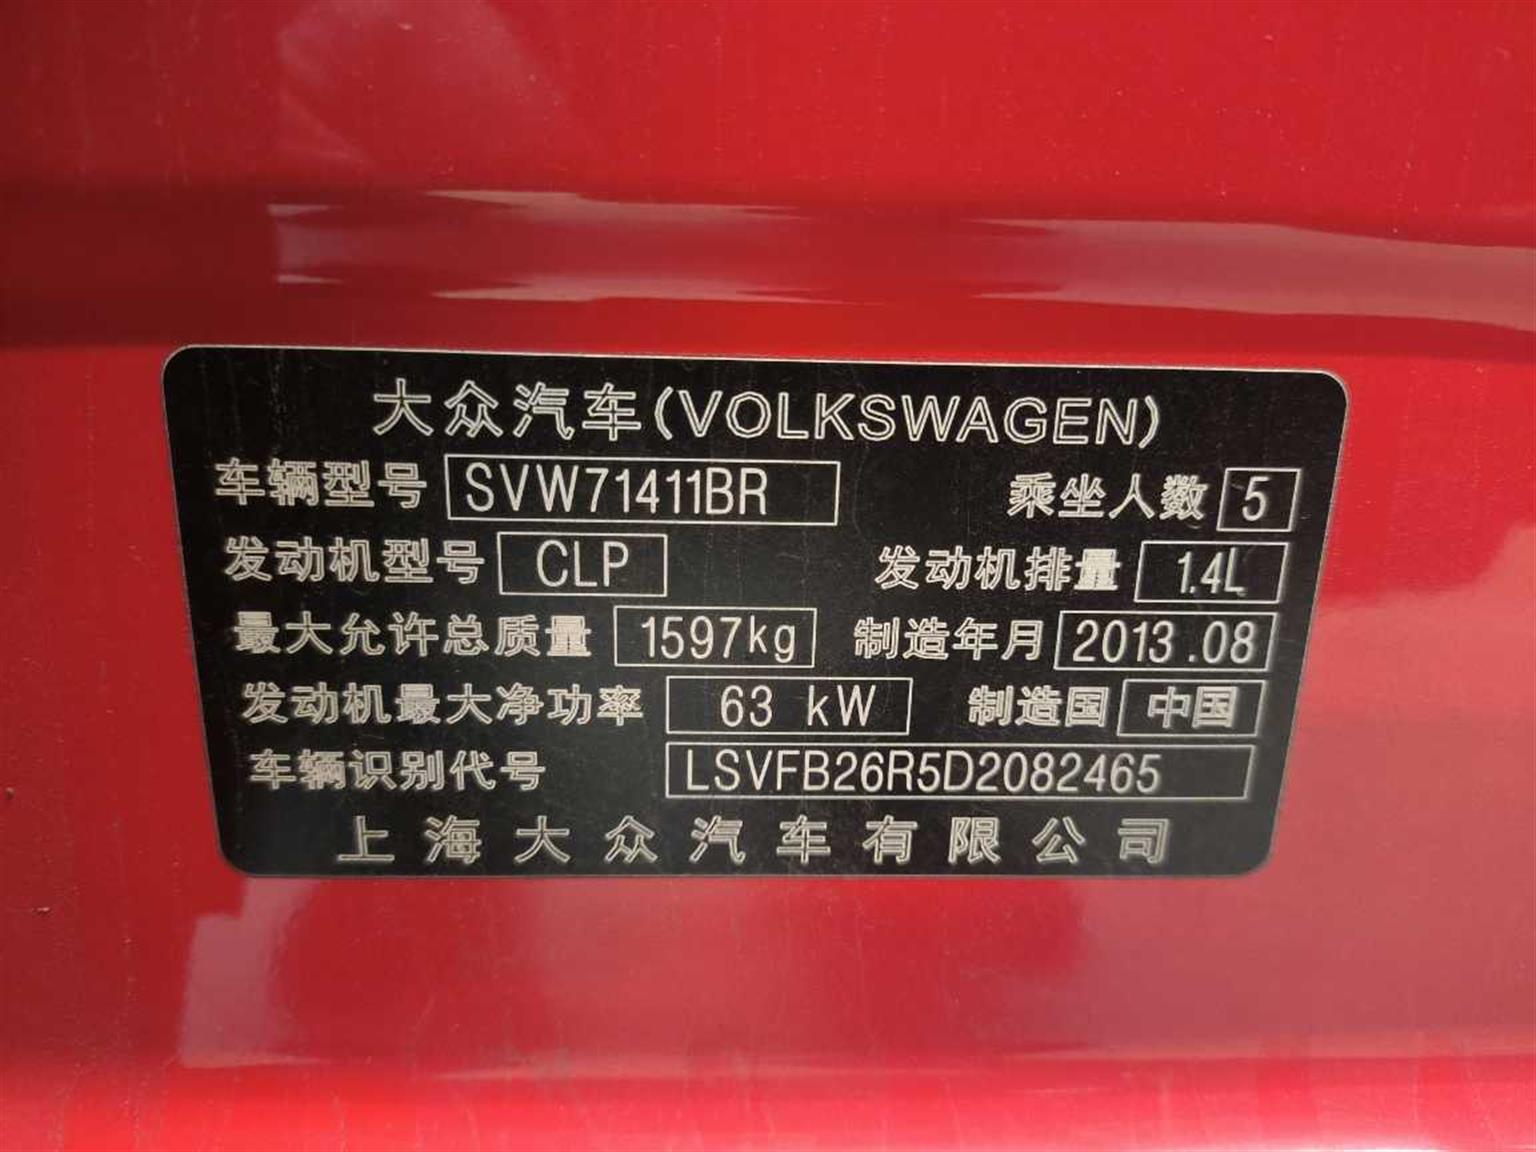 大众汽车(VOLKSWAGEN)
车辆型号 SVW71411BR 乘坐人数 5
发动机型号 CLP 发动机排量 1.4L
最大允许总质量 1597kg 制造年月 2013.08
发动机最大净功率 63 kW 制造国 中国
车辆识别代号 LSVFB26R5D2082465
上海大众汽车有限公司